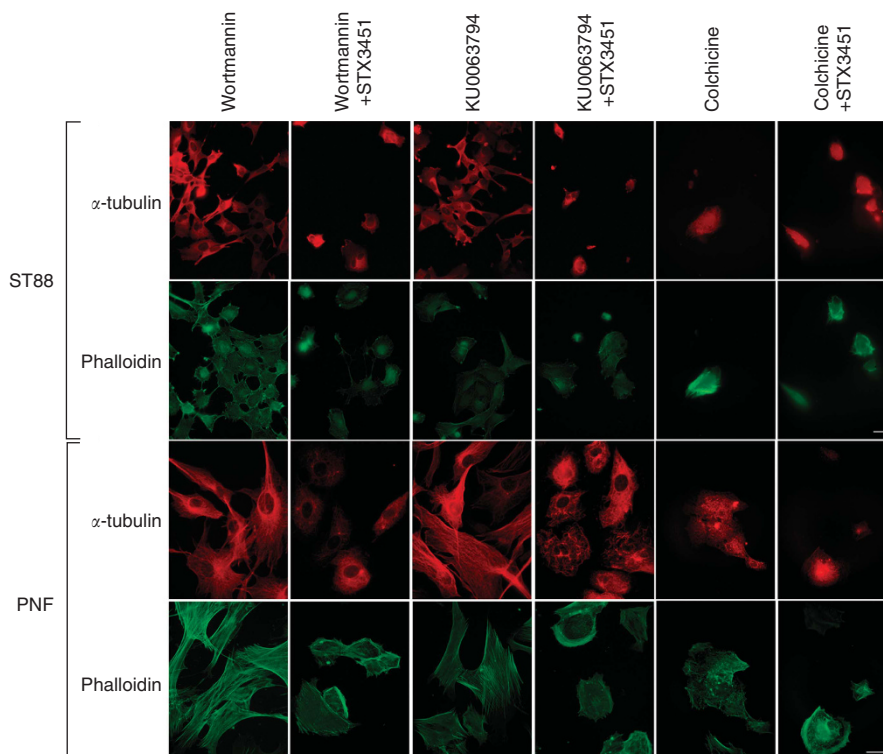 Wortmannin
Wortmannin
+STX3451
KU0063794
KU0063794
+STX3451
Colchicine
Colchicine
+STX3451
ST88
α-tubulin
Phalloidin
PNF
α-tubulin
Phalloidin